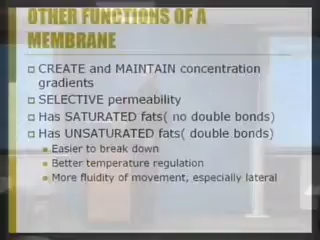 OTHER FUNCTIONS OF A
MEMBRANE
CREATE and MAINTAIN concentration
gradients
SELECTIVE permeability
Has SATURATED fats( no double bonds)
Has UNSATURATED fats( double bonds)
Easier to break down
Better temperature regulation
More fluidity of movement, especially lateral